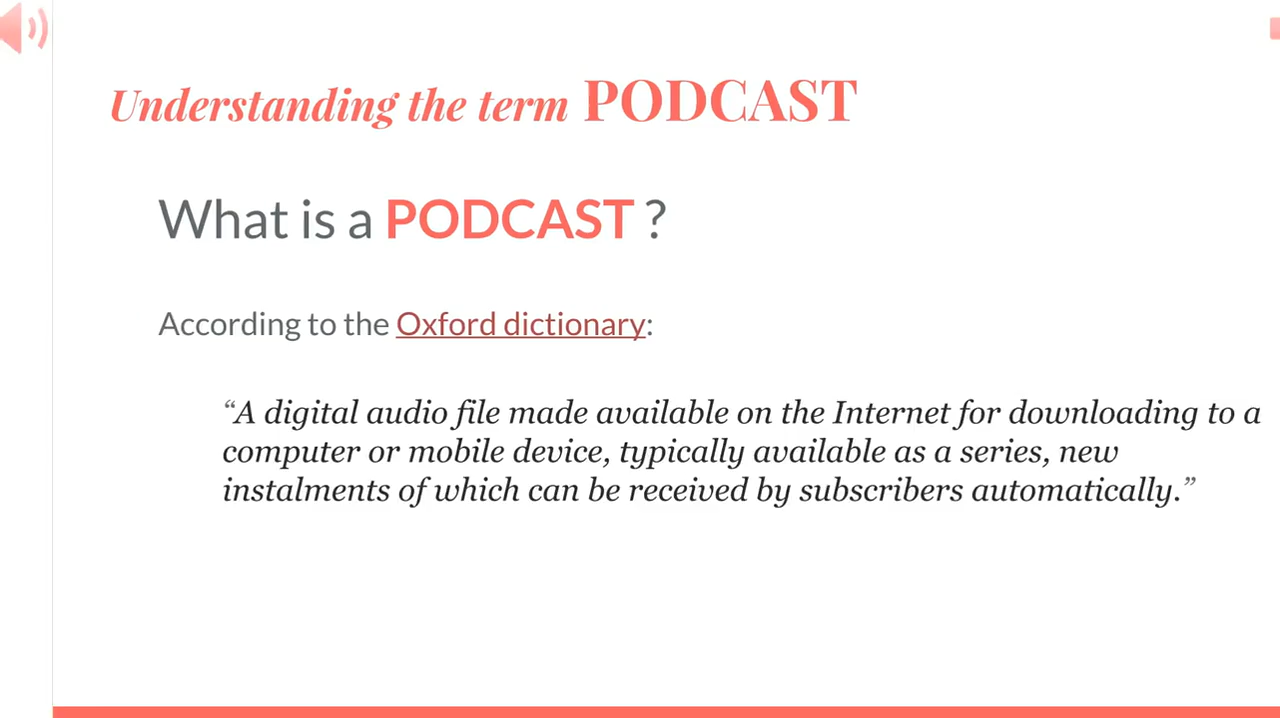 Understanding the term PODCAST
What is a PODCAST ?
According to the Oxford dictionary:
“A digital audio file made available on the Internet for downloading to a
computer or mobile device, typically available as a series, new
instalments of which can be received by subscribers automatically.”